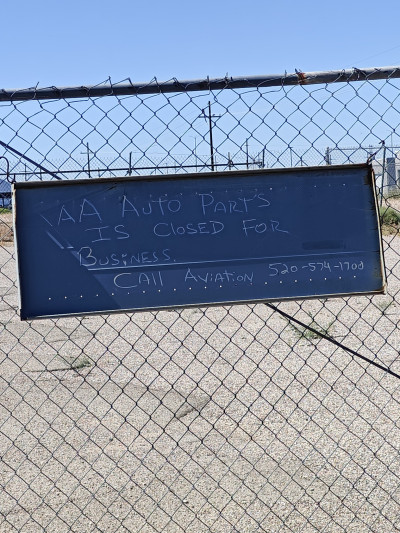 AA AUTO PARTS
IS CLOSED FOR
BUSINESS.
CAll AVIATION 520-574-1700